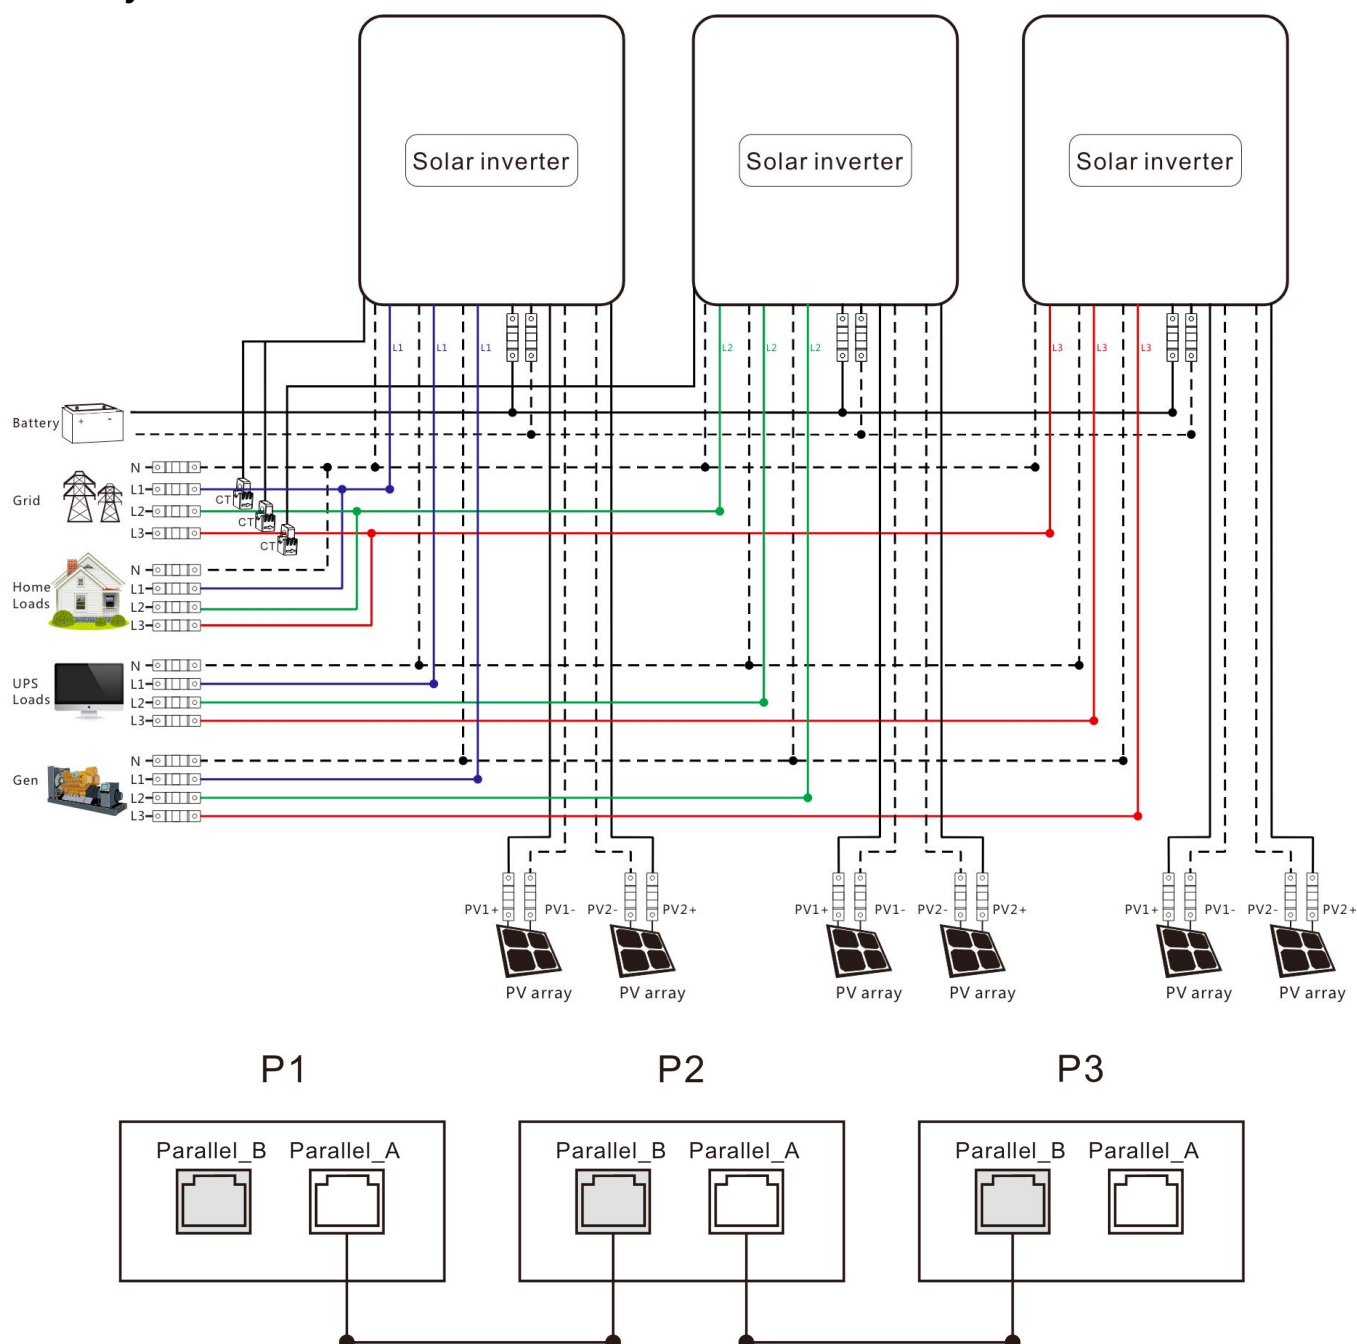 Solar inverter Solar inverter Solar inverter
L1 L1 L1 L2 L2 L2 L3 L3 L3
Battery
+ -
N
Grid
L1
CT
L2
CT
L3
CT
Home
Loads
N
L1
L2
L3
UPS
Loads
N
L1
L2
L3
Gen
N
L1
L2
L3
PV1+ PV1- PV2- PV2+ PV1+ PV1- PV2- PV2+ PV1+ PV1- PV2- PV2+
PV array PV array PV array PV array PV array PV array
P1 P2 P3
Parallel_B Parallel_A Parallel_B Parallel_A Parallel_B Parallel_A